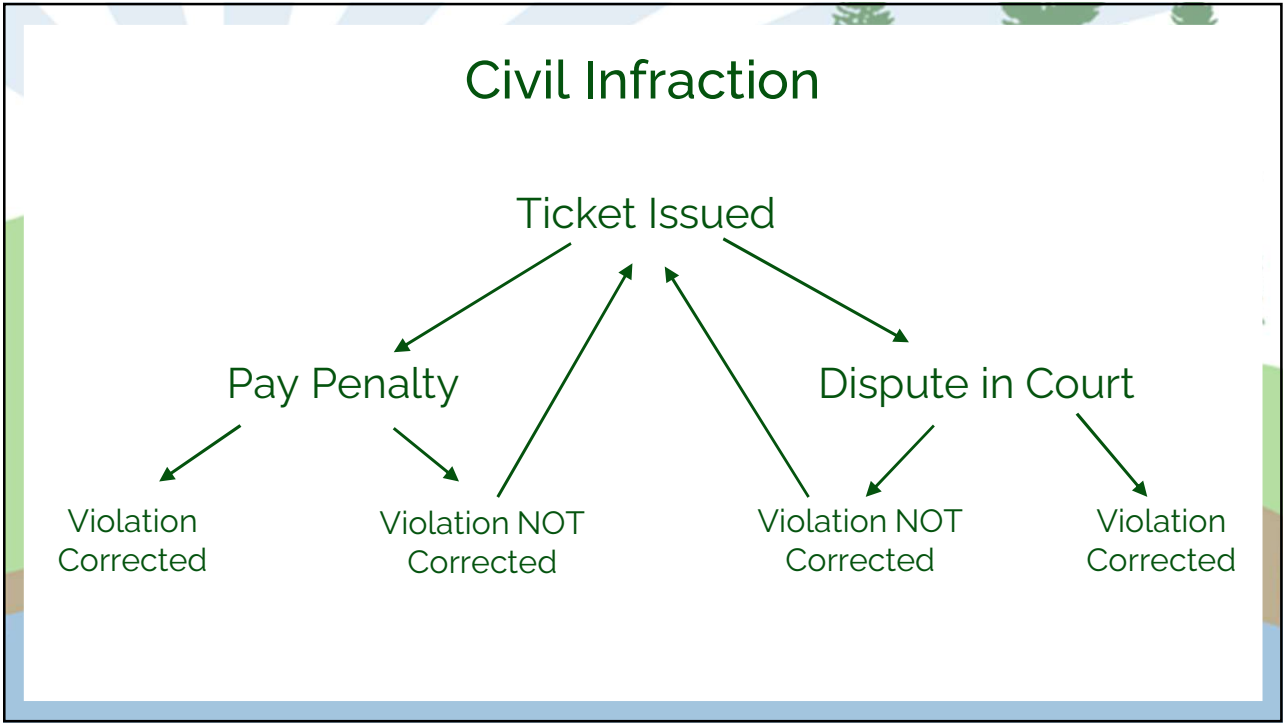 Civil Infraction
Ticket Issued
Pay Penalty
Dispute in Court
Violation
Corrected
Violation NOT
Corrected
Violation NOT
Corrected
Violation
Corrected